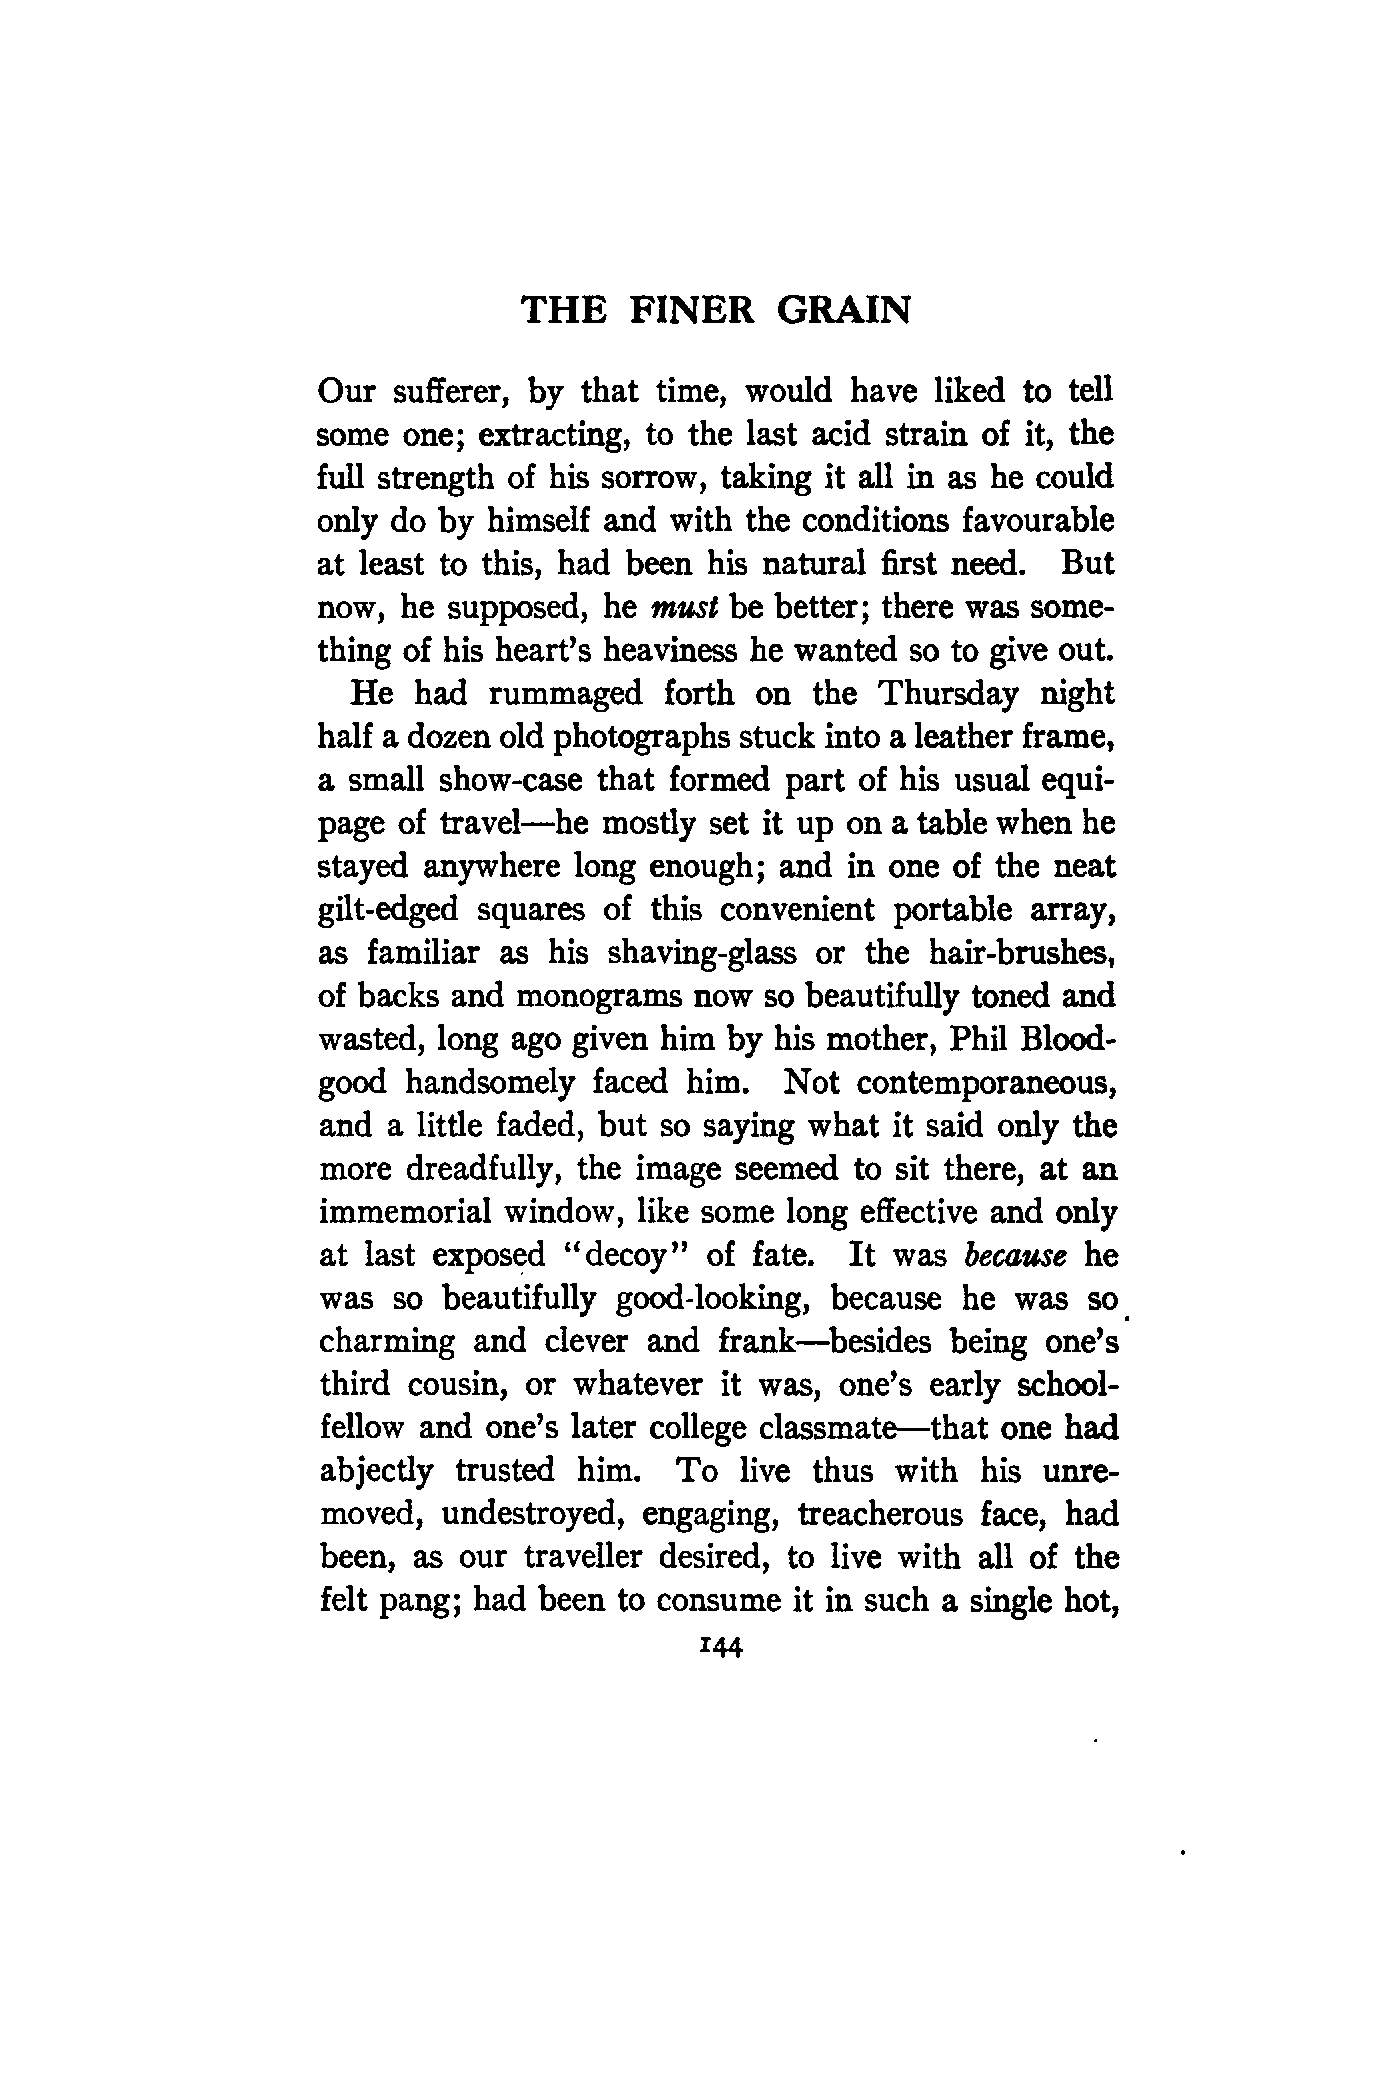 THE FINER GRAIN
Our sufferer, by that time, would have liked to tell
some one; extracting, to the last acid strain of it, the
full strength of his sorrow, taking it all in as he could
only do by himself and with the conditions favourable
at least to this, had been his natural first need. But
now, he supposed, he must be better; there was some-
thing of his heart's heaviness he wanted so to give out.
He had rummaged forth on the Thursday night
half a dozen old photographs stuck into a leather frame,
a small show-case that formed part of his usual equi-
page of travel—he mostly set it up on a table when he
stayed anywhere long enough; and in one of the neat
gilt-edged squares of this convenient portable array,
as familiar as his shaving-glass or the hair-brushes,
of backs and monograms now so beautifully toned and
wasted, long ago given him by his mother, Phil Blood-
good handsomely faced him. Not contemporaneous,
and a little faded, but so saying what it said only the
more dreadfully, the image seemed to sit there, at an
immemorial window, like some long effective and only
at last exposed "decoy" of fate. It was because he
was so beautifully good-looking, because he was so
charming and clever and frank—besides being one's
third cousin, or whatever it was, one's early school-
fellow and one's later college classmate—that one had
abjectly trusted him. To live thus with his unre-
moved, undestroyed, engaging, treacherous face, had
been, as our traveller desired, to live with all of the
felt pang; had been to consume it in such a single hot,
144